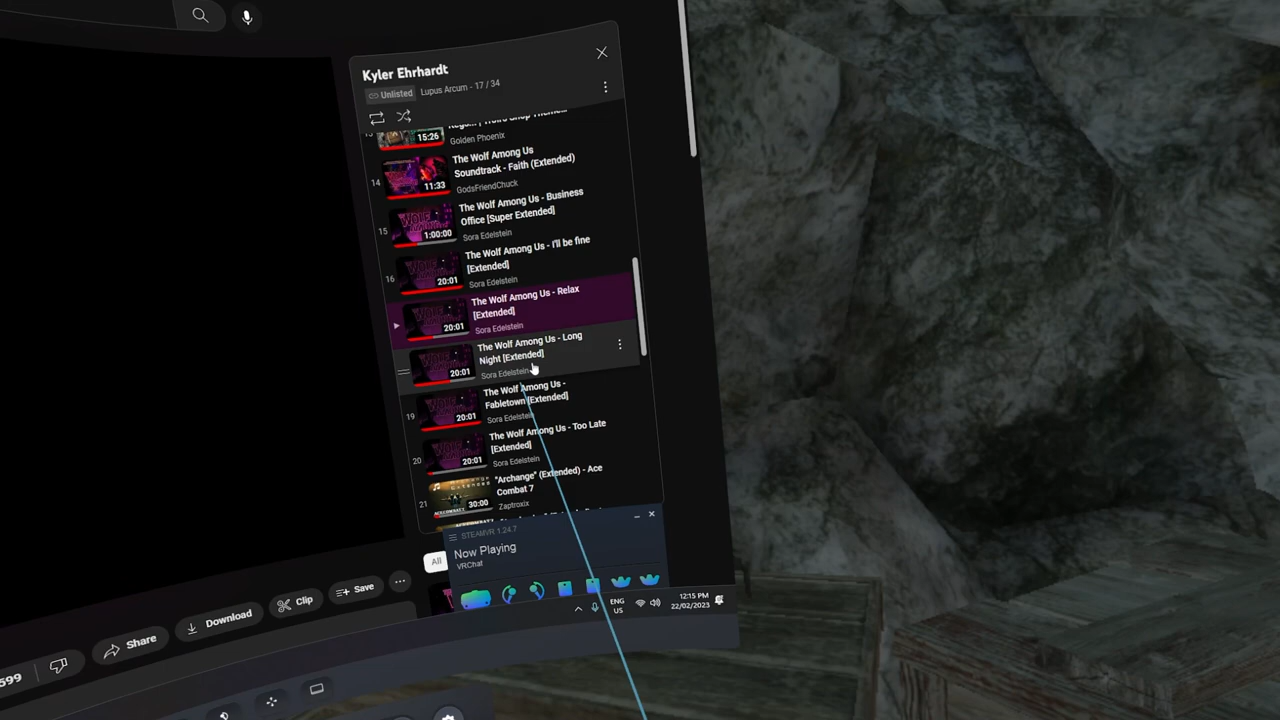 Kyler Ehrhardt
Unlisted
Lupus Arcum - 17 / 34
15:26
Golden Phoenix
14
The Wolf Among Us
Soundtrack - Faith (Extended)
11:33
GodsFriendChuck
15
The Wolf Among Us - Business
Office [Super Extended]
1:00:00
Sora Edelstein
16
The Wolf Among Us - I'll be fine
[Extended]
20:01
Sora Edelstein
The Wolf Among Us - Relax
[Extended]
20:01
Sora Edelstein
The Wolf Among Us - Long
Night [Extended]
20:01
Sora Edelstein
19
The Wolf Among Us -
Fabletown [Extended]
20:01
Sora Edelstein
20
The Wolf Among Us - Too Late
[Extended]
20:01
Sora Edelstein
21
"Archange" (Extended) - Ace
Combat 7
30:00
Zaptroxix
STEAMVR 1.24.7
All
Now Playing
VRChat
599
Share
Download
Clip
Save
ENG
US
12:15 PM
22/02/2023